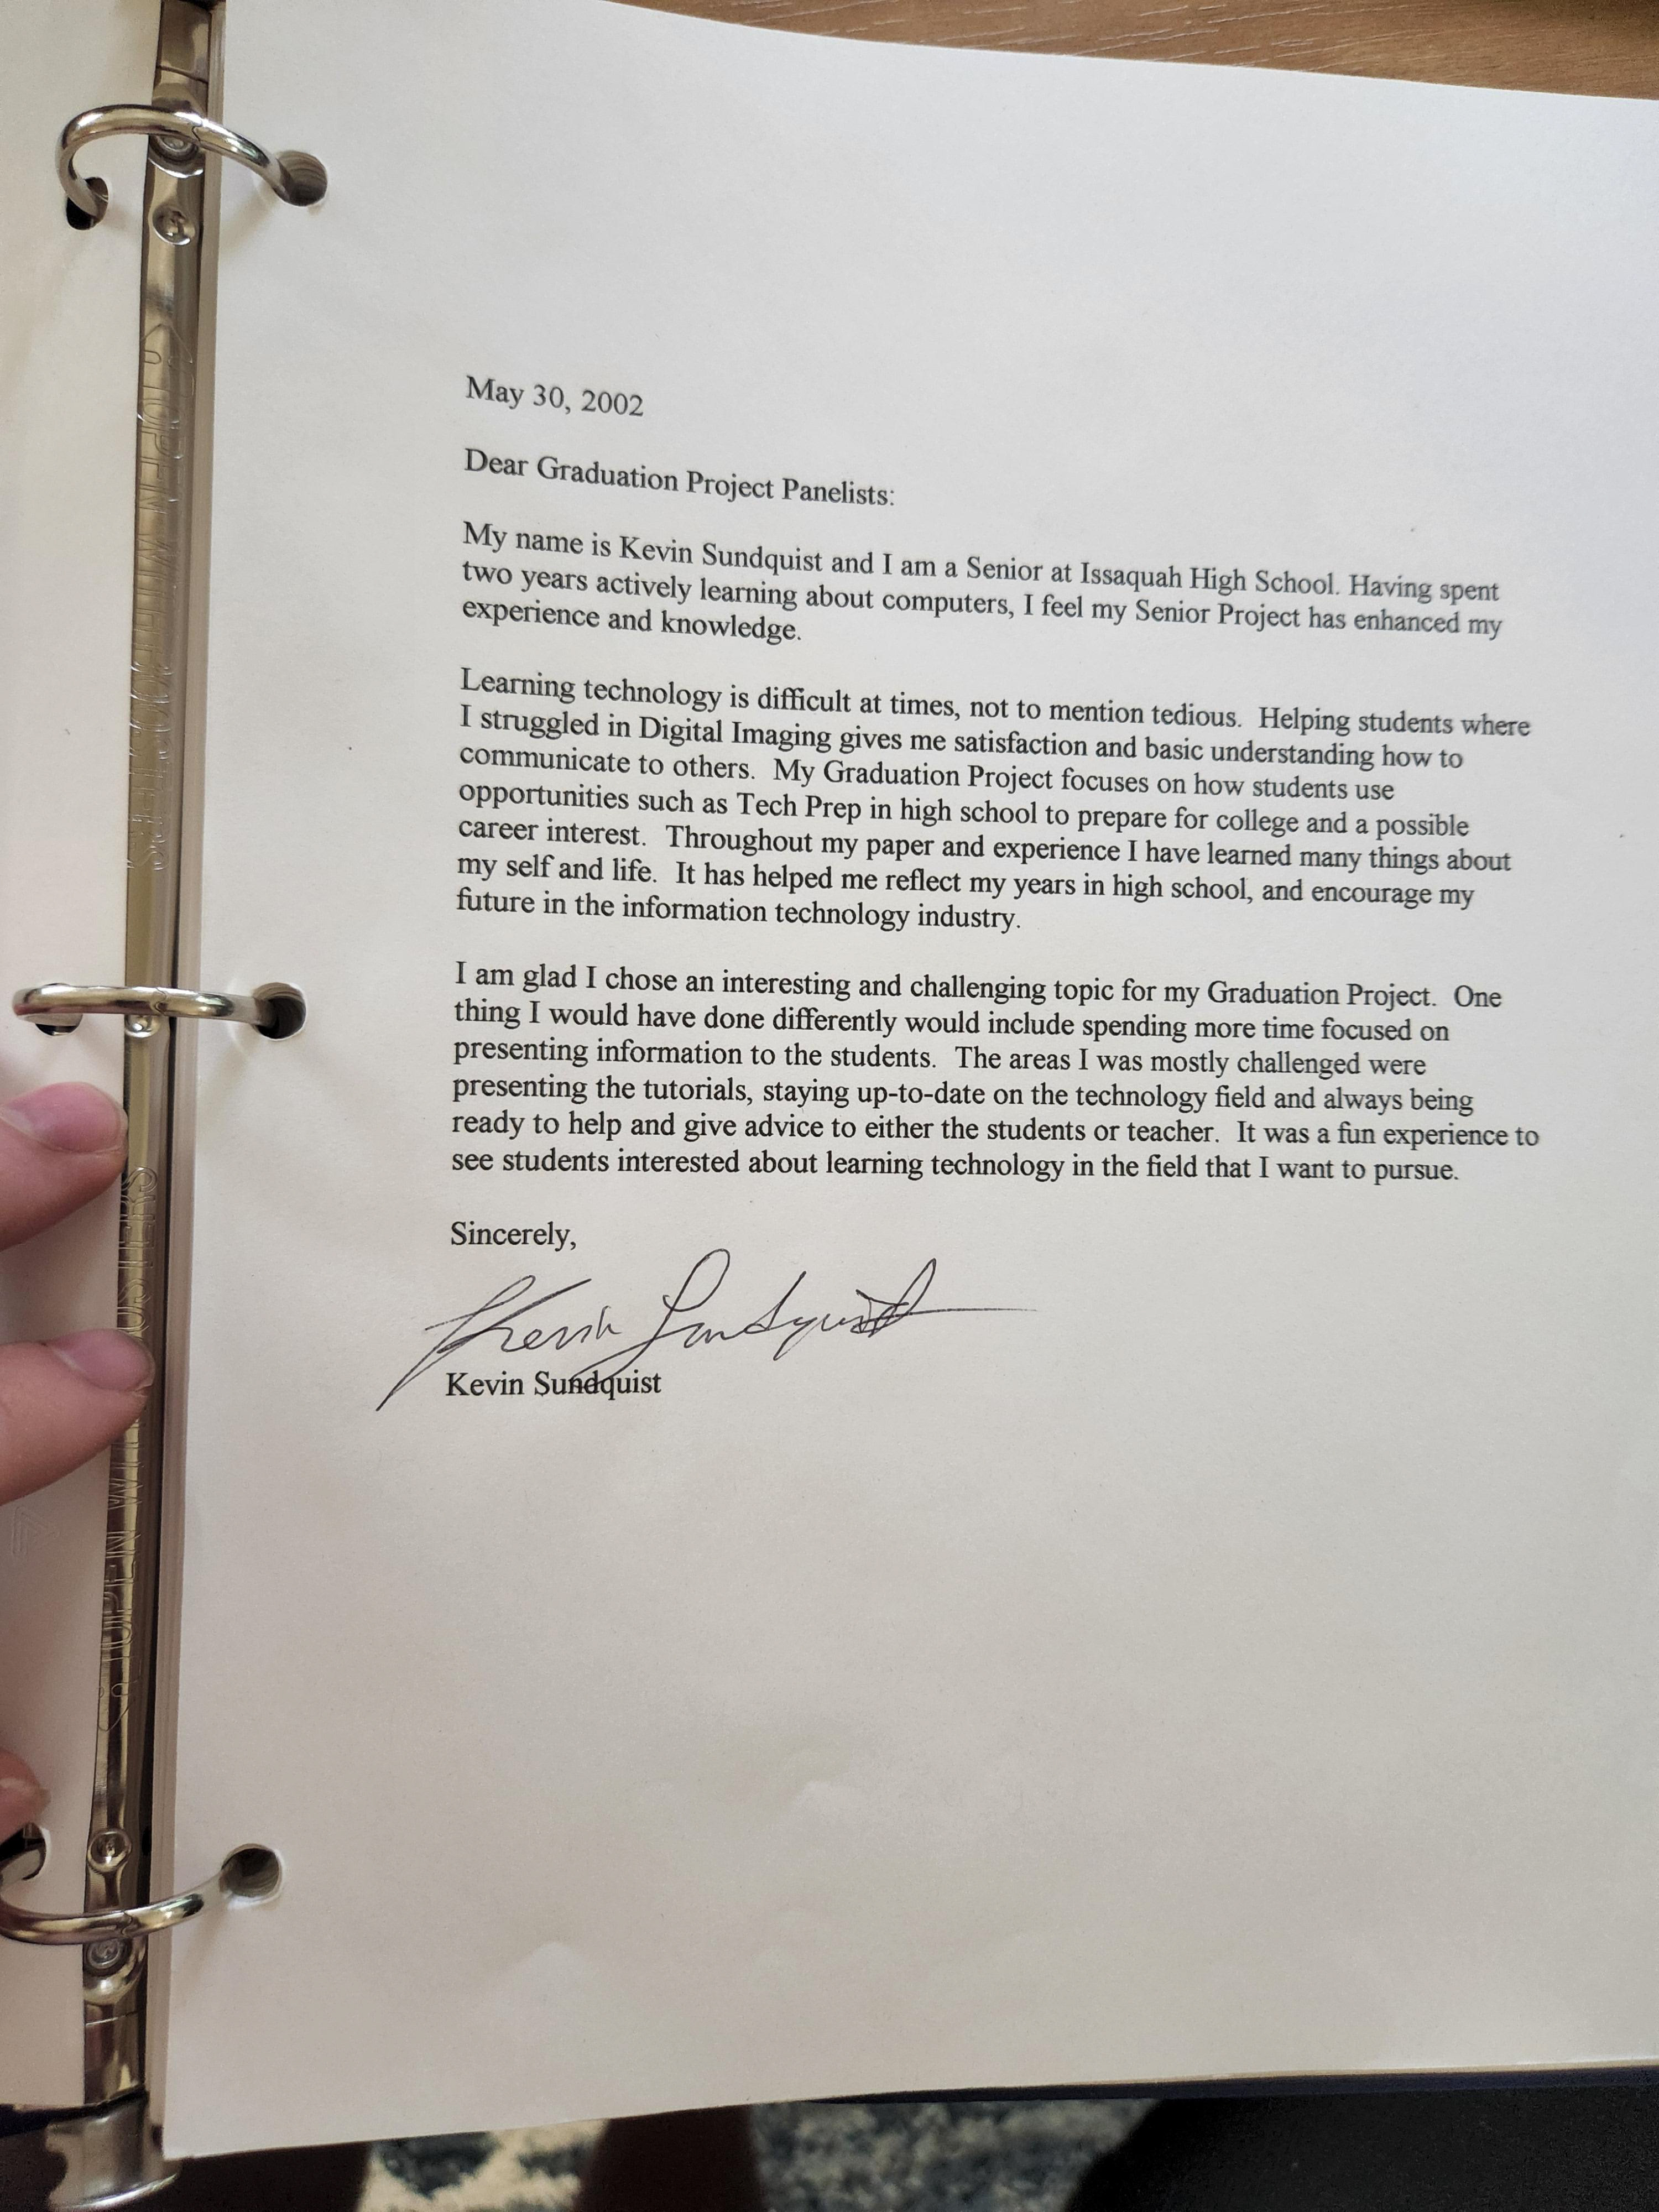 May 30, 2002
Dear Graduation Project Panelists:
My name is Kevin Sundquist and I am a Senior at Issaquah High School. Having spent
two years actively learning about computers, I feel my Senior Project has enhanced my
experience and knowledge.
Learning technology is difficult at times, not to mention tedious.  Helping students where
I struggled in Digital Imaging gives me satisfaction and basic understanding how to
communicate to others.  My Graduation Project focuses on how students use
opportunities such as Tech Prep in high school to prepare for college and a possible
career interest.  Throughout my paper and experience I have learned many things about
my self and life.  It has helped me reflect my years in high school, and encourage my
future in the information technology industry.
I am glad I chose an interesting and challenging topic for my Graduation Project.  One
thing I would have done differently would include spending more time focused on
presenting information to the students.  The areas I was mostly challenged were
presenting the tutorials, staying up-to-date on the technology field and always being
ready to help and give advice to either the students or teacher.  It was a fun experience to
see students interested about learning technology in the field that I want to pursue.
Sincerely,
Kevin Sundquist
Kevin Sundquist